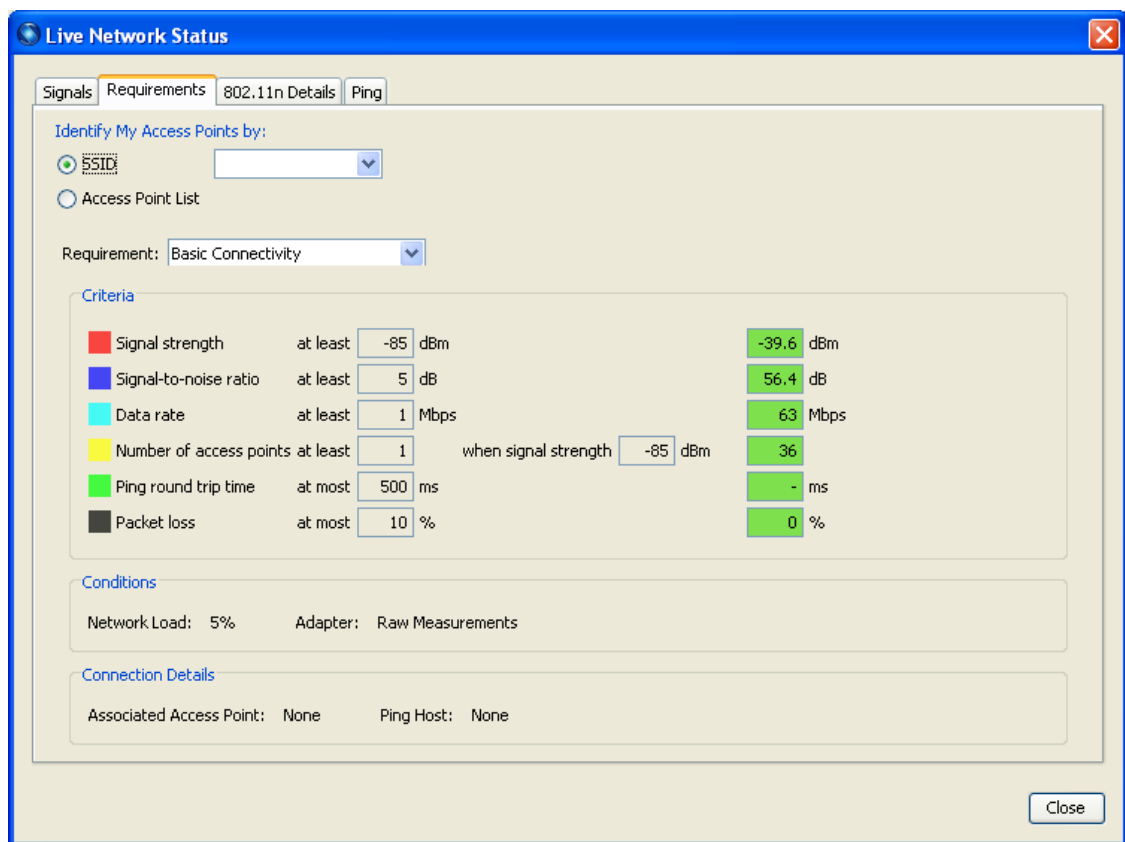 Live Network Status
Signals Requirements 802.11n Details Ping
Identify My Access Points by:
SSID
Access Point List
Requirement: Basic Connectivity
Criteria
Signal strength at least -85 dBm -39.6 dBm
Signal-to-noise ratio at least 5 dB 56.4 dB
Data rate at least 1 Mbps 63 Mbps
Number of access points at least 1 when signal strength -85 dBm 36
Ping round trip time at most 500 ms - ms
Packet loss at most 10 % 0 %
Conditions
Network Load: 5% Adapter: Raw Measurements
Connection Details
Associated Access Point: None Ping Host: None
Close